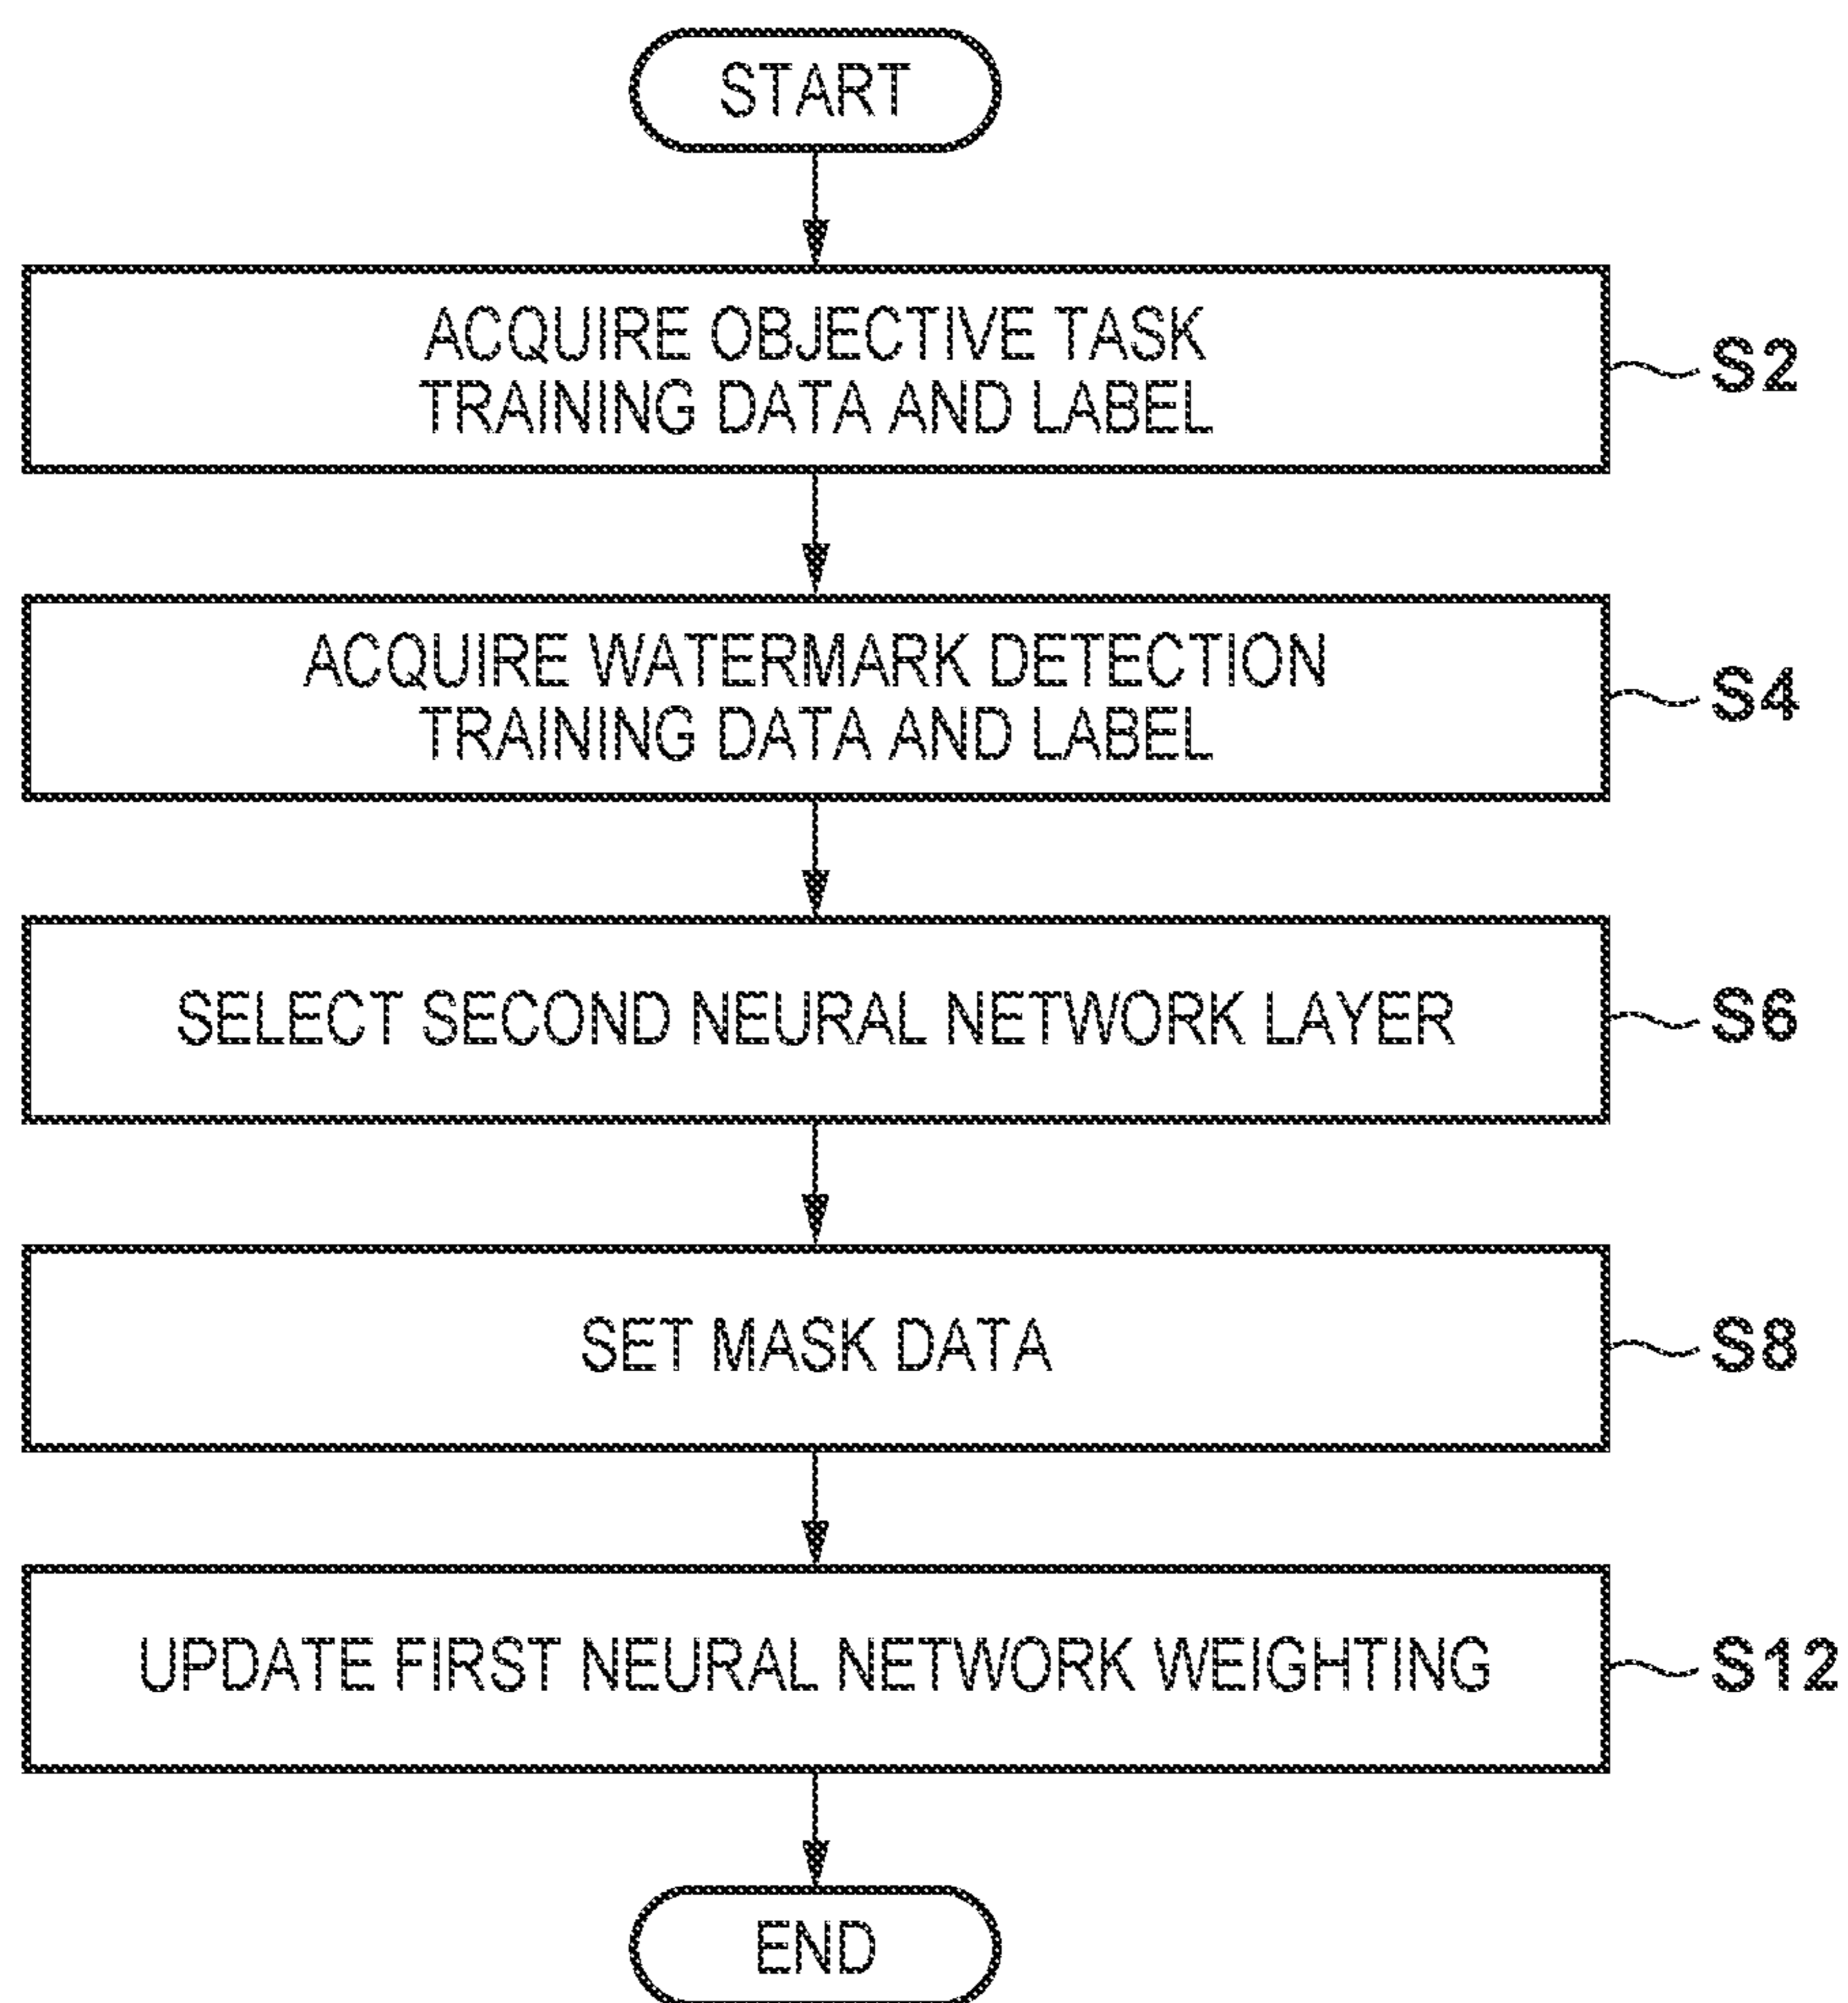 START
ACQUIRE OBJECTIVE TASK
TRAINING DATA AND LABEL
S2
ACQUIRE WATERMARK DETECTION
TRAINING DATA AND LABEL
S4
SELECT SECOND NEURAL NETWORK LAYER
S6
SET MASK DATA
S8
UPDATE FIRST NEURAL NETWORK WEIGHTING
S12
END